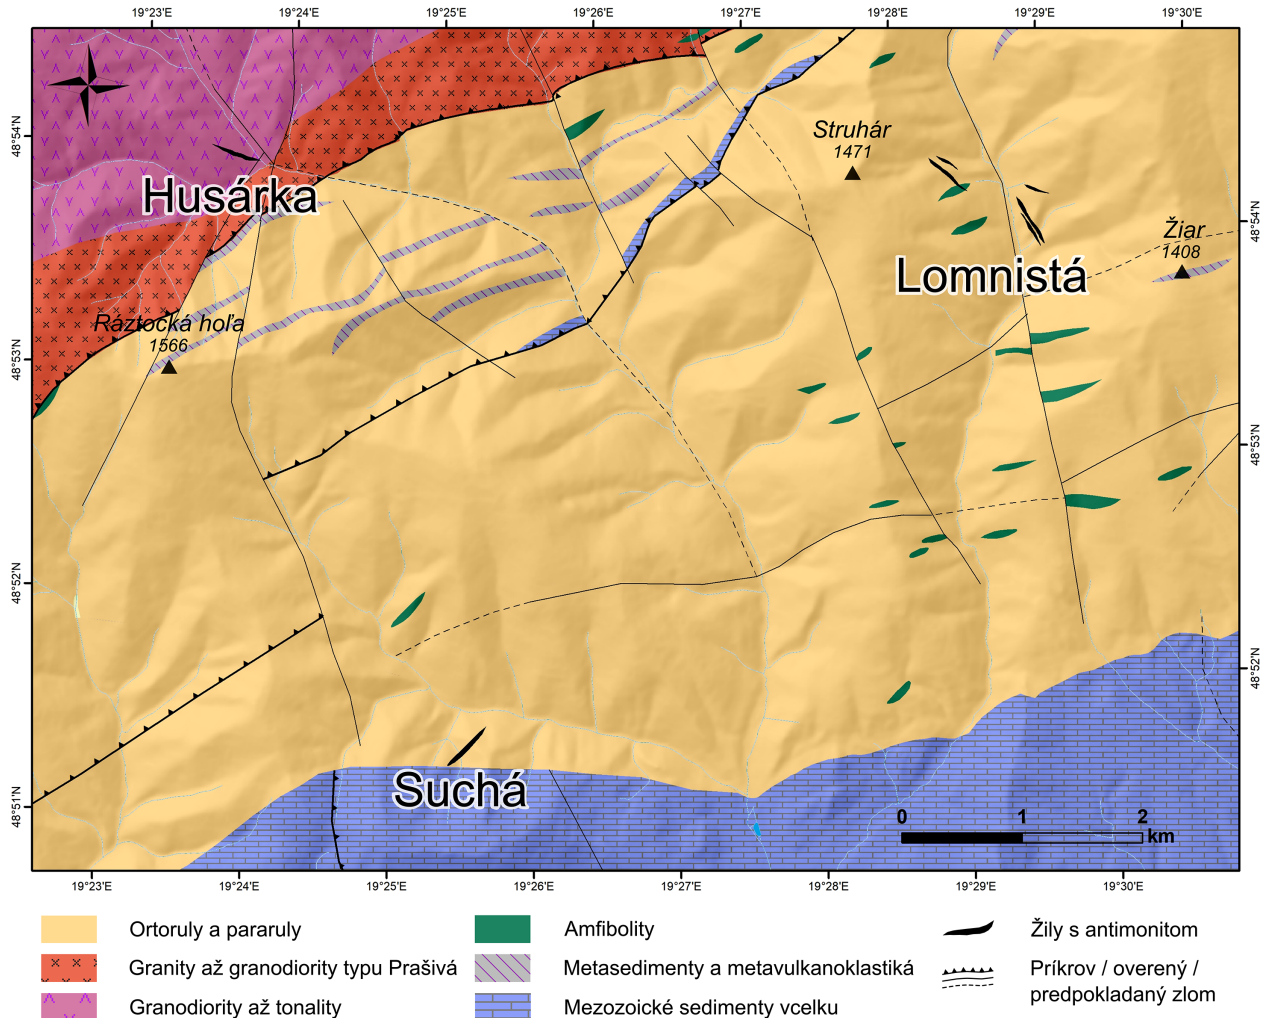 19°23'E 19°24'E 19°25'E 19°26'E 19°27'E 19°28'E 19°29'E 19°30'E
48°54'N
Struhár
1471
Husárka
48°54'N
Žiar
1408
Lomnistá
Ráztocká hoľa
1566
48°53'N
48°53'N
48°52'N
48°52'N
Suchá
48°51'N
0 1 2
km
19°23'E 19°24'E 19°25'E 19°26'E 19°27'E 19°28'E 19°29'E 19°30'E
Ortoruly a pararuly
Granity až granodiority typu Prašivá
Granodiority až tonality
Amfibolity
Metasedimenty a metavulkanoklastiká
Mezozoické sedimenty vcelku
Žily s antimonitom
Príkrov / overený /
predpokladaný zlom